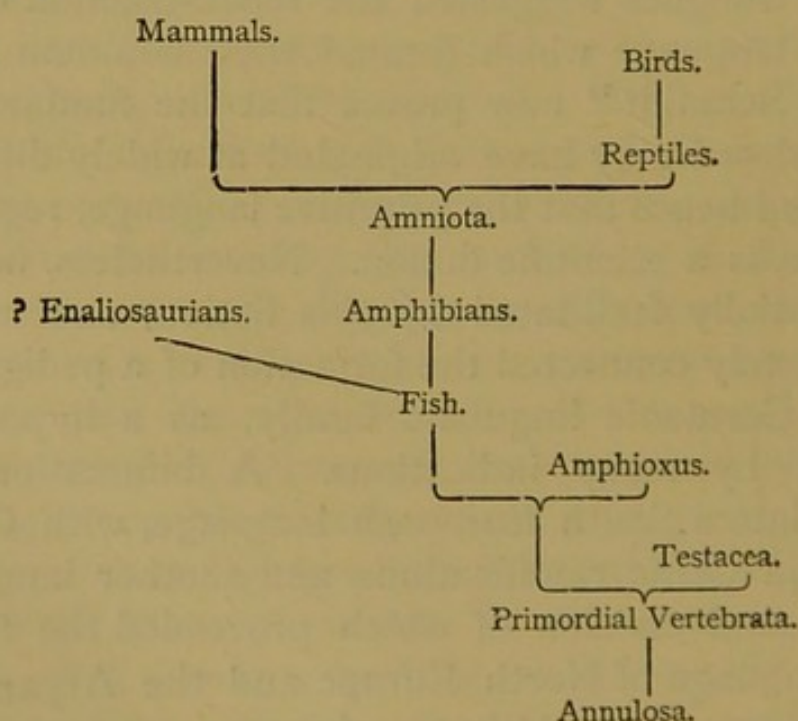 Mammals.
Birds.
Reptiles.
Amniota.
? Enaliosaurians. Amphibians.
Fish.
Amphioxus.
Testacea.
Primordial Vertebrata.
Annulosa.